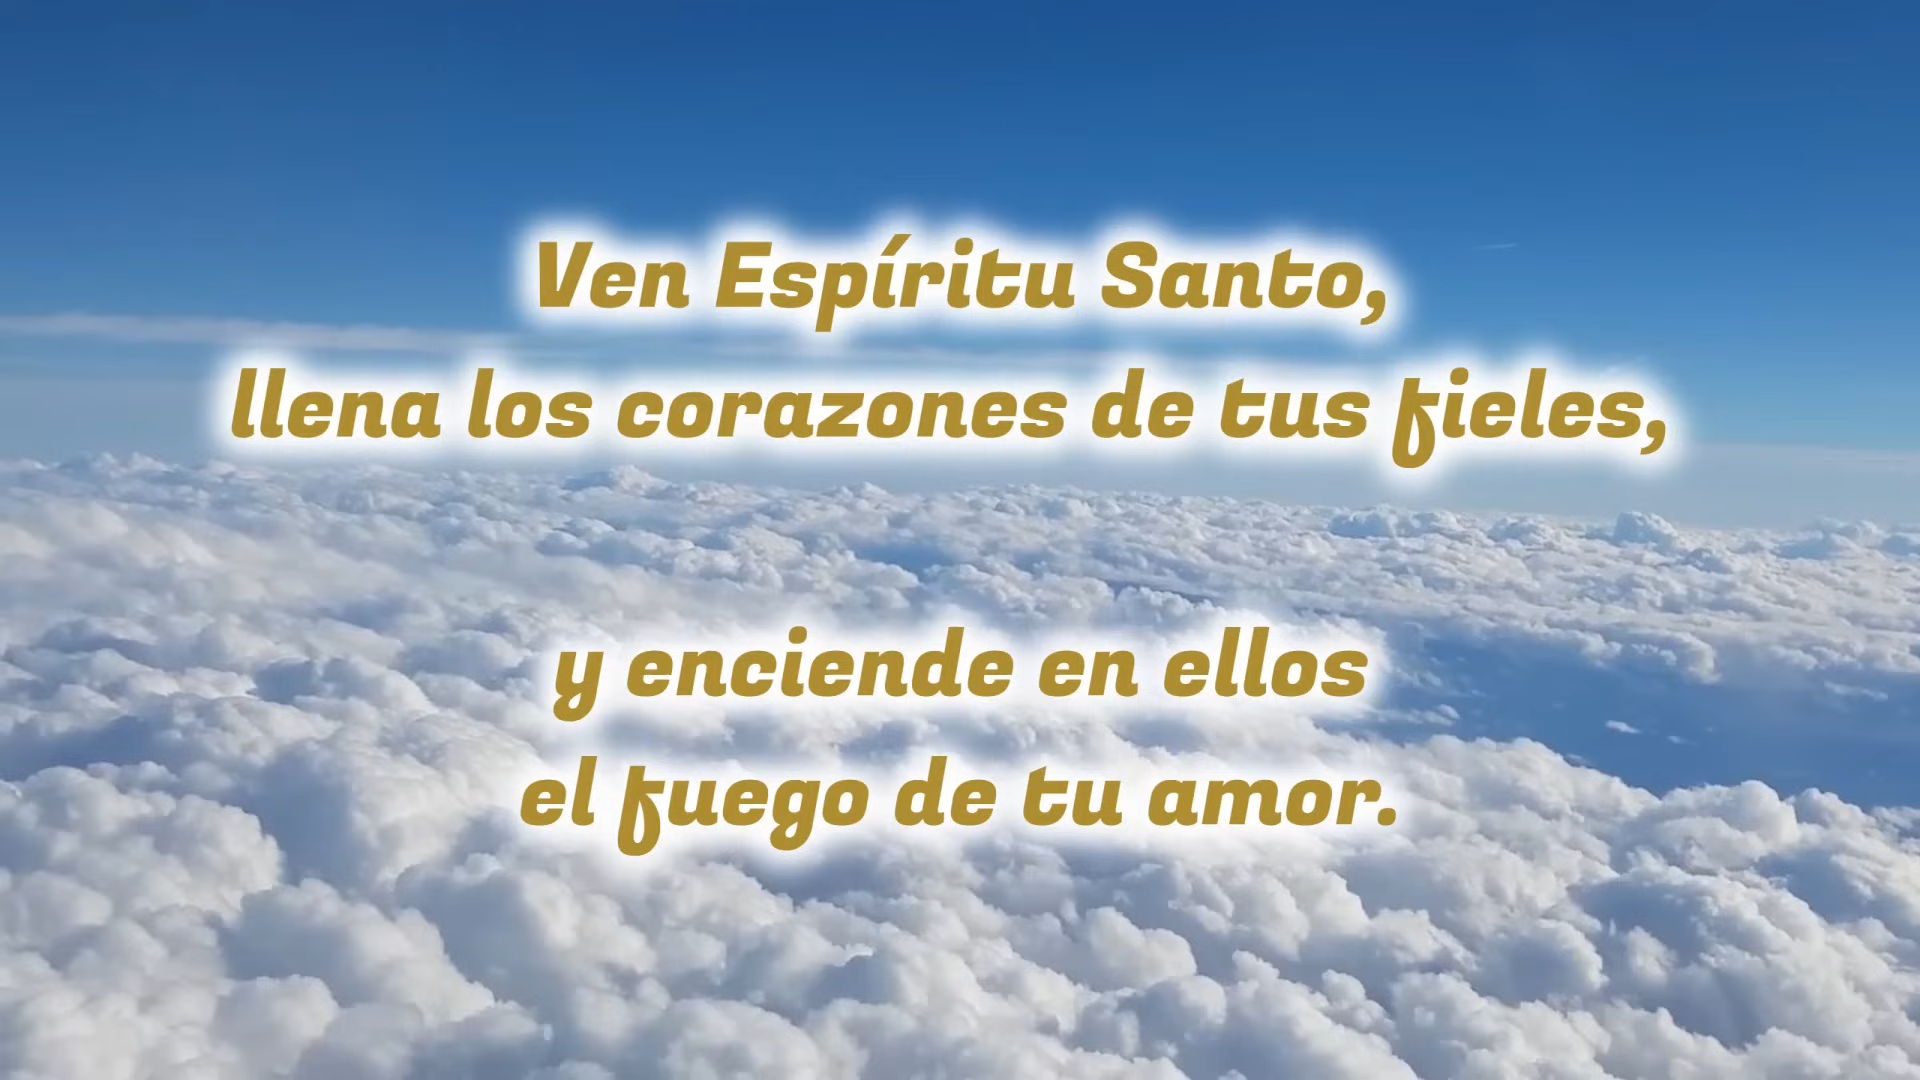 Ven Espíritu Santo,
llena los corazones de tus fieles,
y enciende en ellos
el fuego de tu amor.